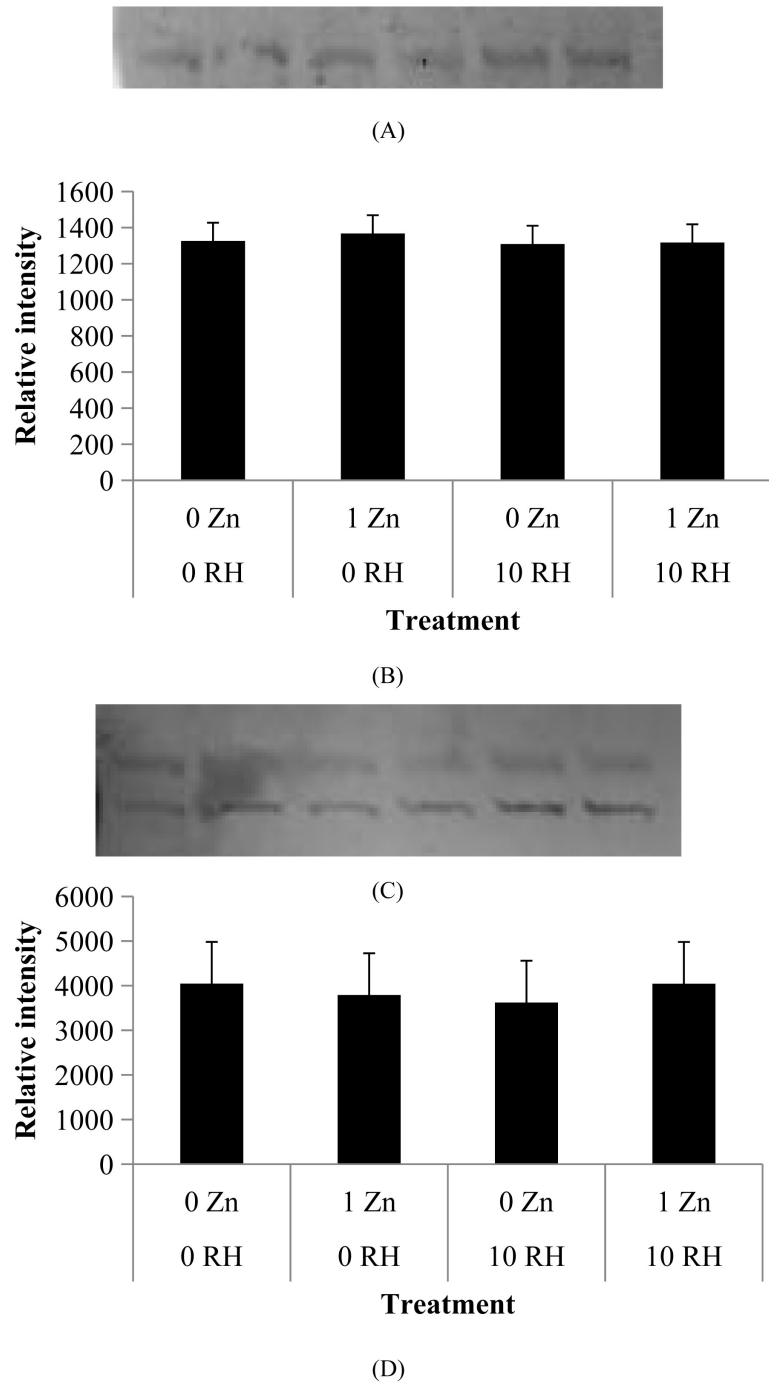 (A)
Relative intensity
1600
1400
1200
1000
800
600
400
200
0
0 Zn 1 Zn 0 Zn 1 Zn
0 RH 0 RH 10 RH 10 RH
Treatment
(B)
(C)
Relative intensity
6000
5000
4000
3000
2000
1000
0
0 Zn 1 Zn 0 Zn 1 Zn
0 RH 0 RH 10 RH 10 RH
Treatment
(D)